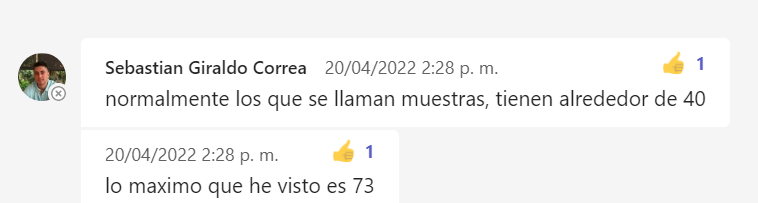 Sebastian Giraldo Correa 20/04/2022 2:28 p. m. 1
normalmente los que se llaman muestras, tienen alrededor de 40
20/04/2022 2:28 p. m. 1
lo maximo que he visto es 73